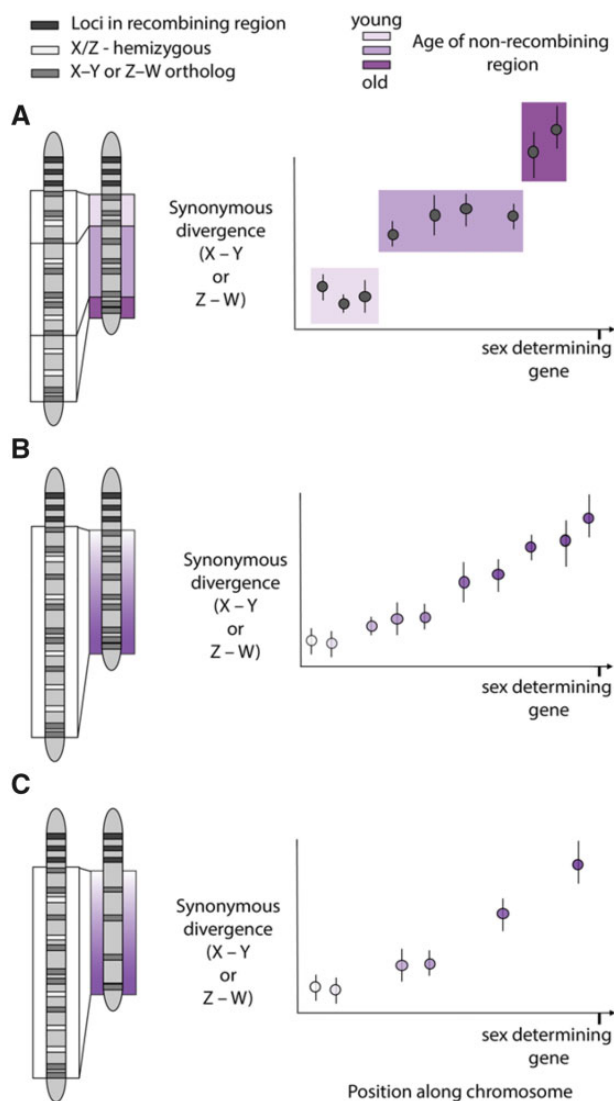 Loci in recombining region
X/Z - hemizygous
X–Y or Z–W ortholog
young
old
Age of non-recombining
region
A
Synonymous
divergence
(X – Y
or
Z – W)
sex determining
gene
B
Synonymous
divergence
(X – Y
or
Z – W)
sex determining
gene
C
Synonymous
divergence
(X – Y
or
Z – W)
sex determining
gene
Position along chromosome